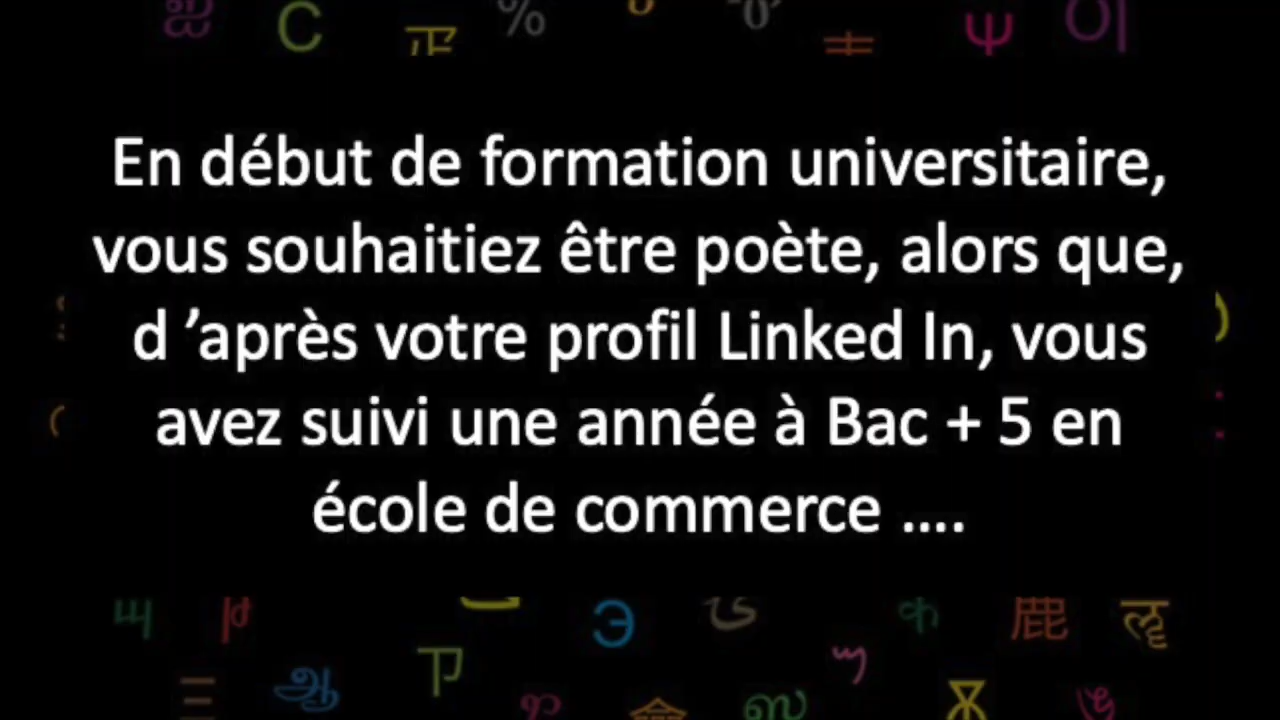 En début de formation universitaire,
vous souhaitiez être poète, alors que,
d ’après votre profil Linked In, vous
avez suivi une année à Bac + 5 en
école de commerce ....